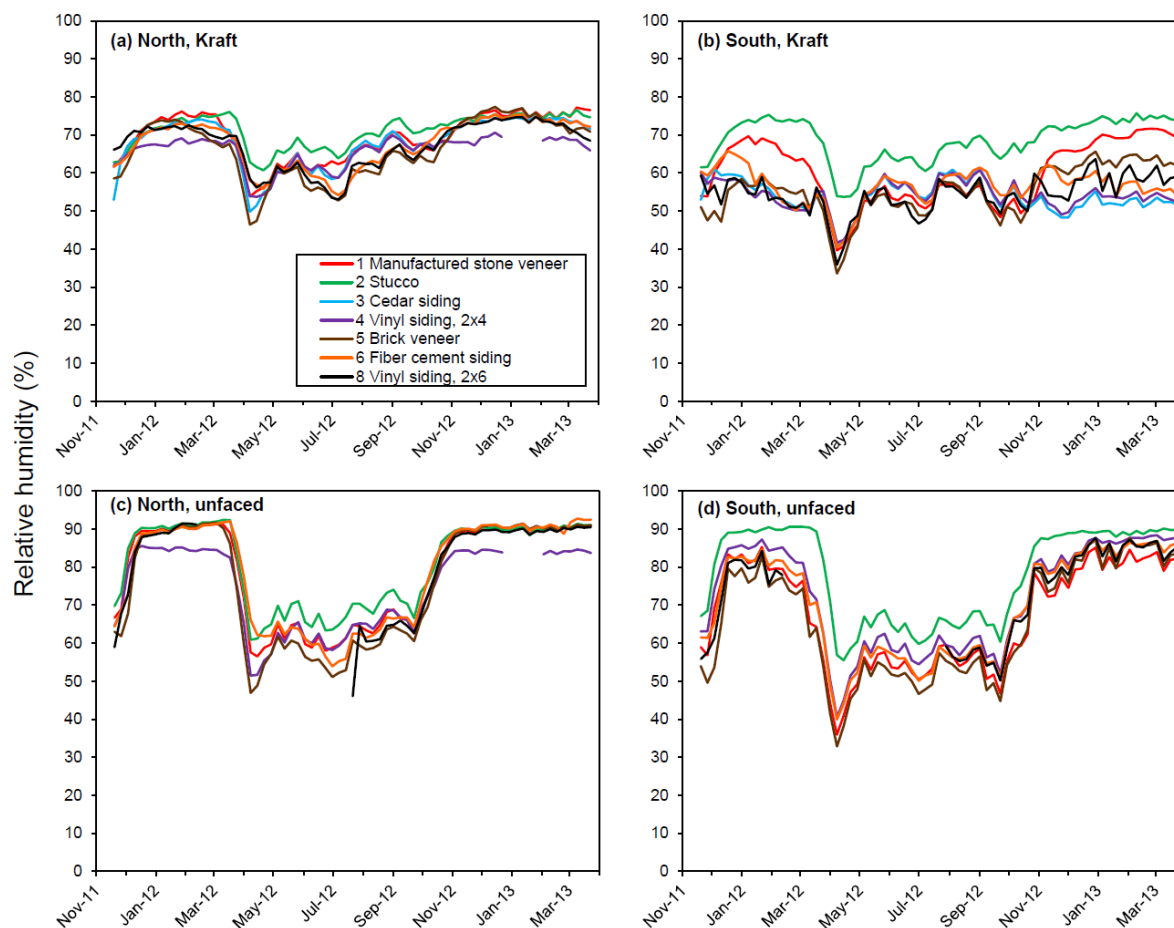 Relative humidity (%)
(a) North, Kraft
100
90
80
70
60
50
40
30
20
10
0
1 Manufactured stone veneer
2 Stucco
3 Cedar siding
4 Vinyl siding, 2x4
5 Brick veneer
6 Fiber cement siding
8 Vinyl siding, 2x6
Nov-11 Jan-12 Mar-12 May-12 Jul-12 Sep-12 Nov-12 Jan-13 Mar-13
(b) South, Kraft
100
90
80
70
60
50
40
30
20
10
0
Nov-11 Jan-12 Mar-12 May-12 Jul-12 Sep-12 Nov-12 Jan-13 Mar-13
(c) North, unfaced
100
90
80
70
60
50
40
30
20
10
0
Nov-11 Jan-12 Mar-12 May-12 Jul-12 Sep-12 Nov-12 Jan-13 Mar-13
(d) South, unfaced
100
90
80
70
60
50
40
30
20
10
0
Nov-11 Jan-12 Mar-12 May-12 Jul-12 Sep-12 Nov-12 Jan-13 Mar-13